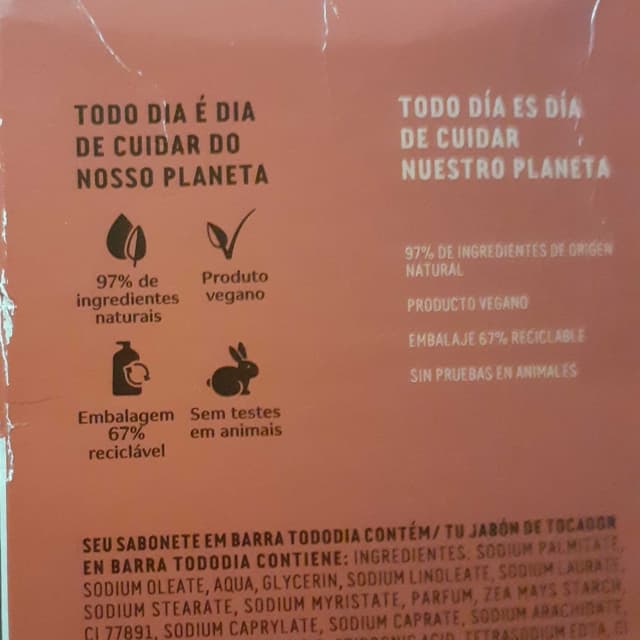 TODO DIA É DIA
DE CUIDAR DO
NOSSO PLANETA
97% de
ingredientes
naturais
Produto
vegano
Embalagem
67%
reciclável
Sem testes
em animais
TODO DÍA ES DÍA
DE CUIDAR
NUESTRO PLANETA
97% DE INGREDIENTES DE ORIGEN
NATURAL
PRODUCTO VEGANO
EMBALAJE 67% RECICLABLE
SIN PRUEBAS EN ANIMALES
SEU SABONETE EM BARRA TODODIA CONTÉM/ TU JABÓN DE TOCADOR
EN BARRA TODODIA CONTIENE: INGREDIENTES. SODIUM PALMITATE,
SODIUM OLEATE, AQUA, GLYCERIN, SODIUM LINOLEATE, SODIUM LAURATE,
SODIUM STEARATE, SODIUM MYRISTATE, PARFUM, ZEA MAYS STARCH,
CI 77891, SODIUM CAPRYLATE, SODIUM CAPRATE, SODIUM ARACHIDATE,
ACID, TETRASODIUM EDTA, CI